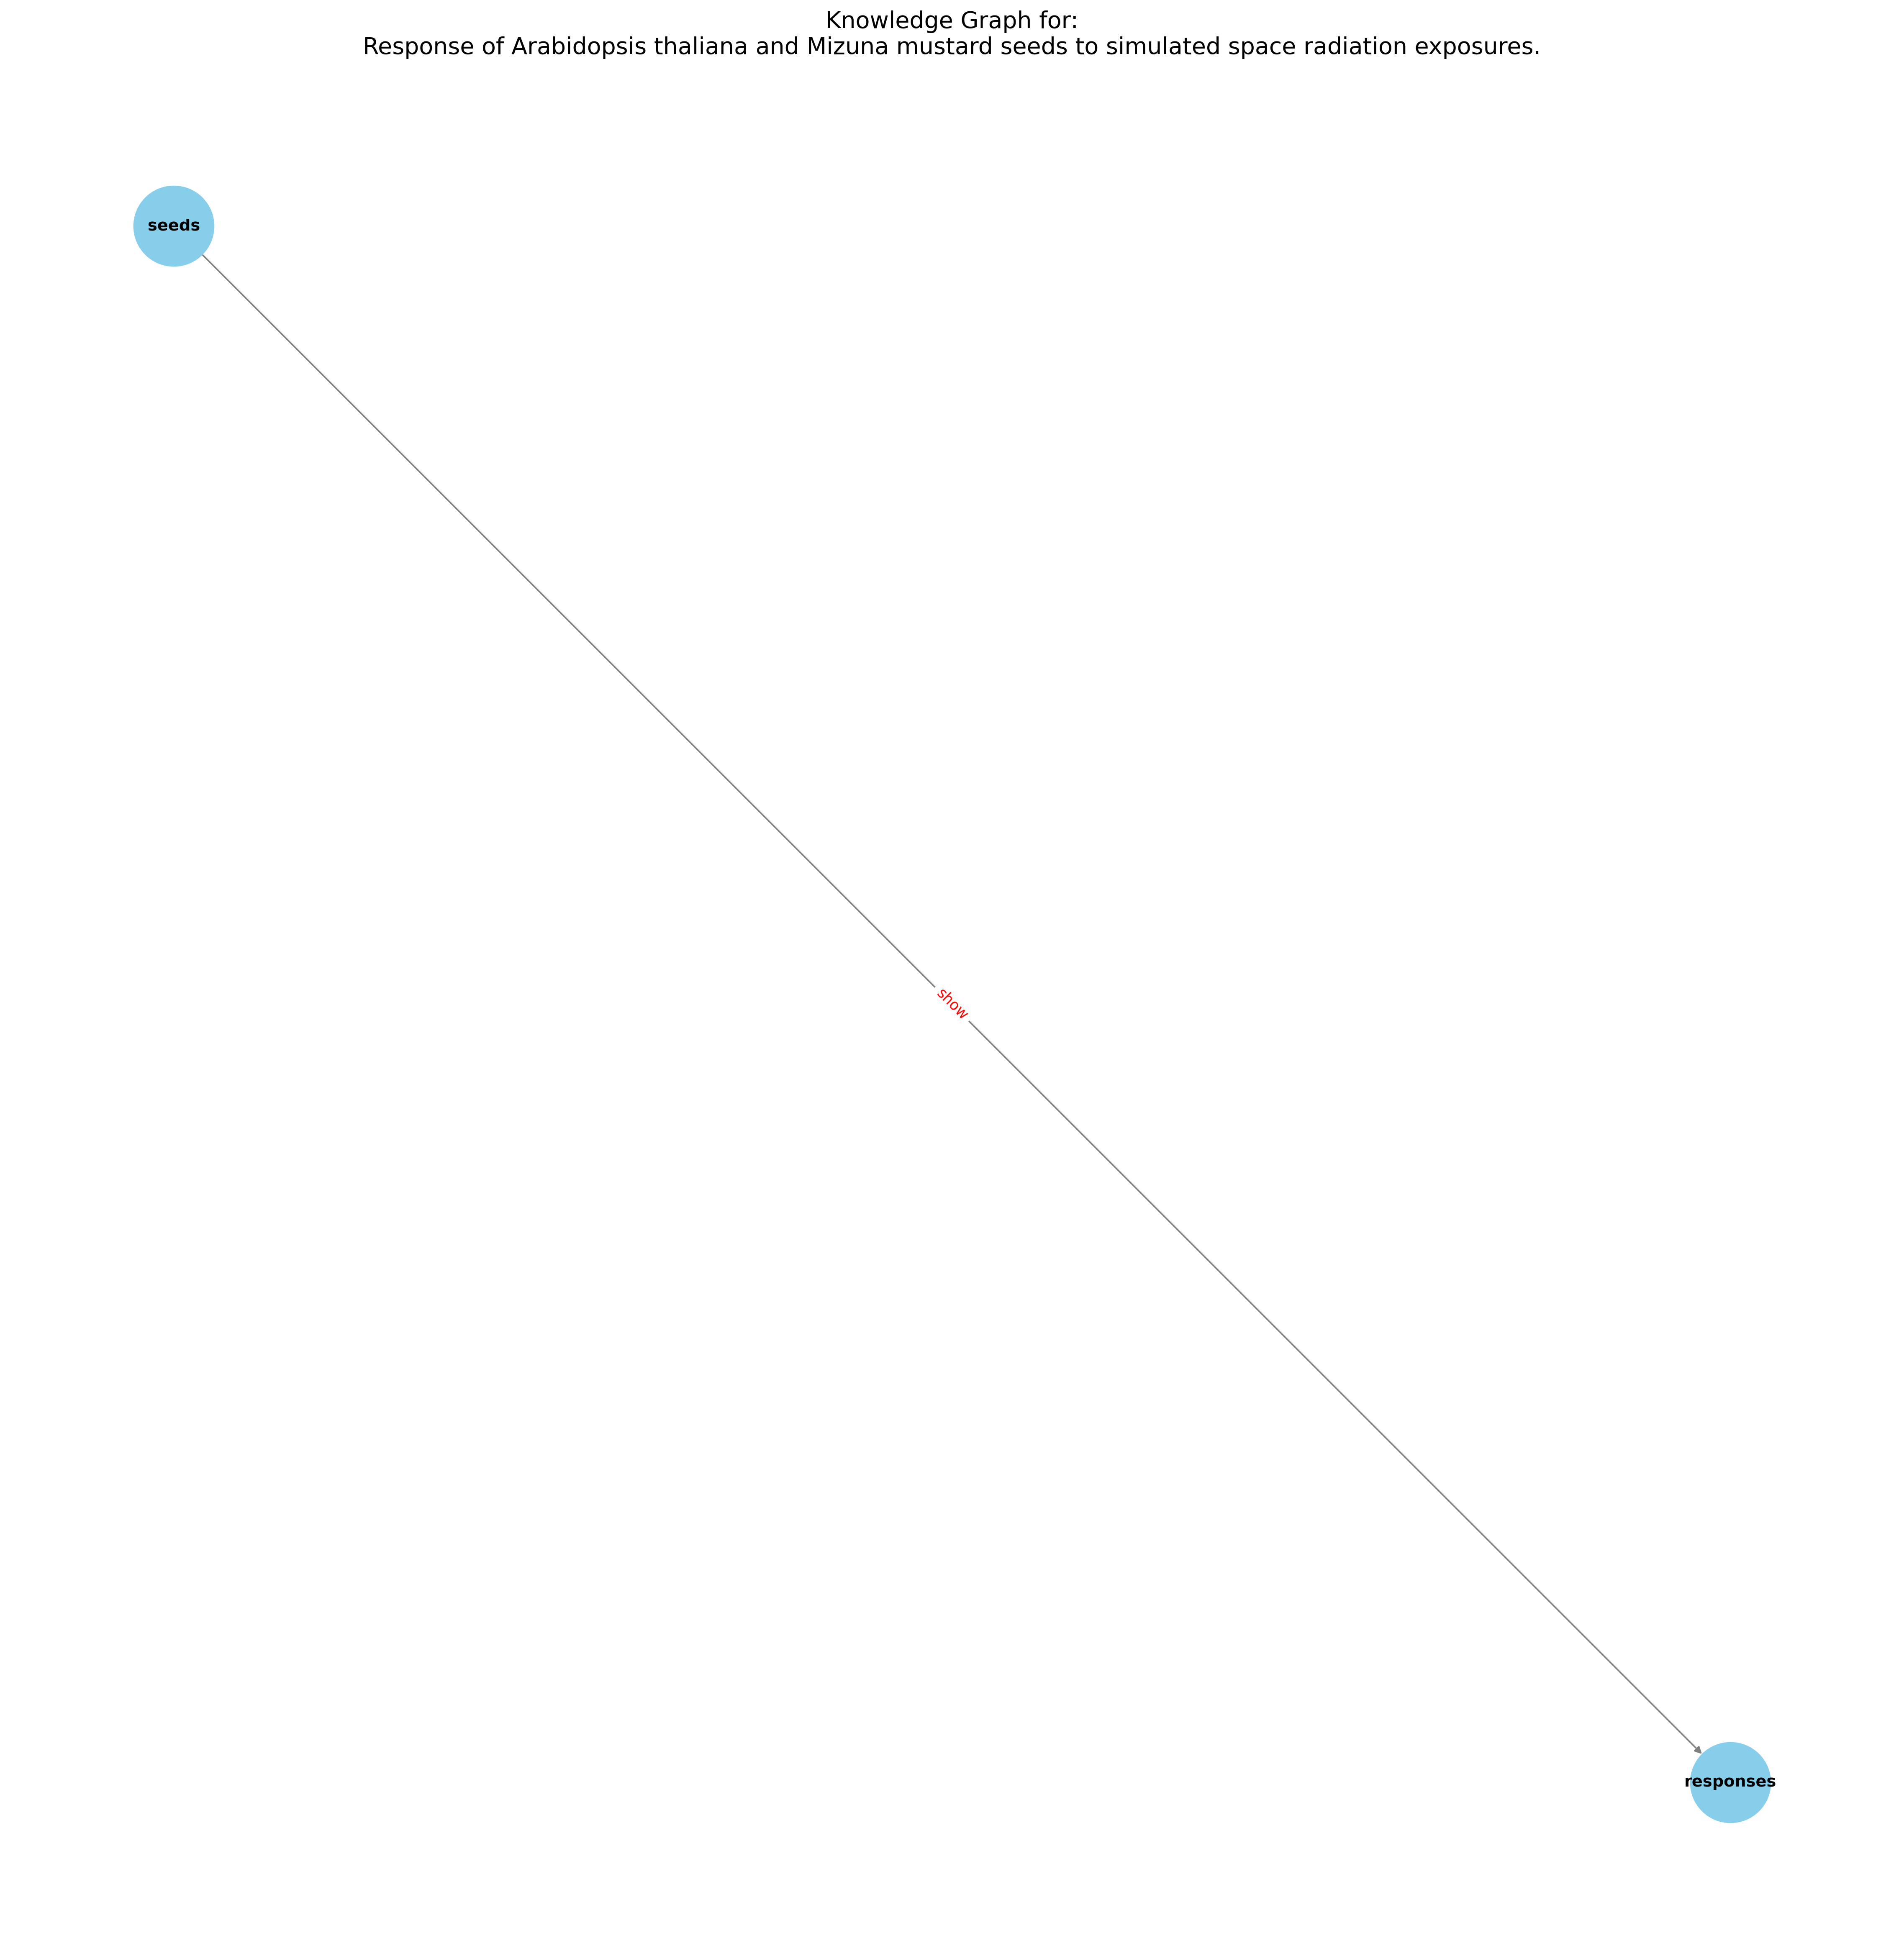 Knowledge Graph for:
Response of Arabidopsis thaliana and Mizuna mustard seeds to simulated space radiation exposures.
seeds
show
responses